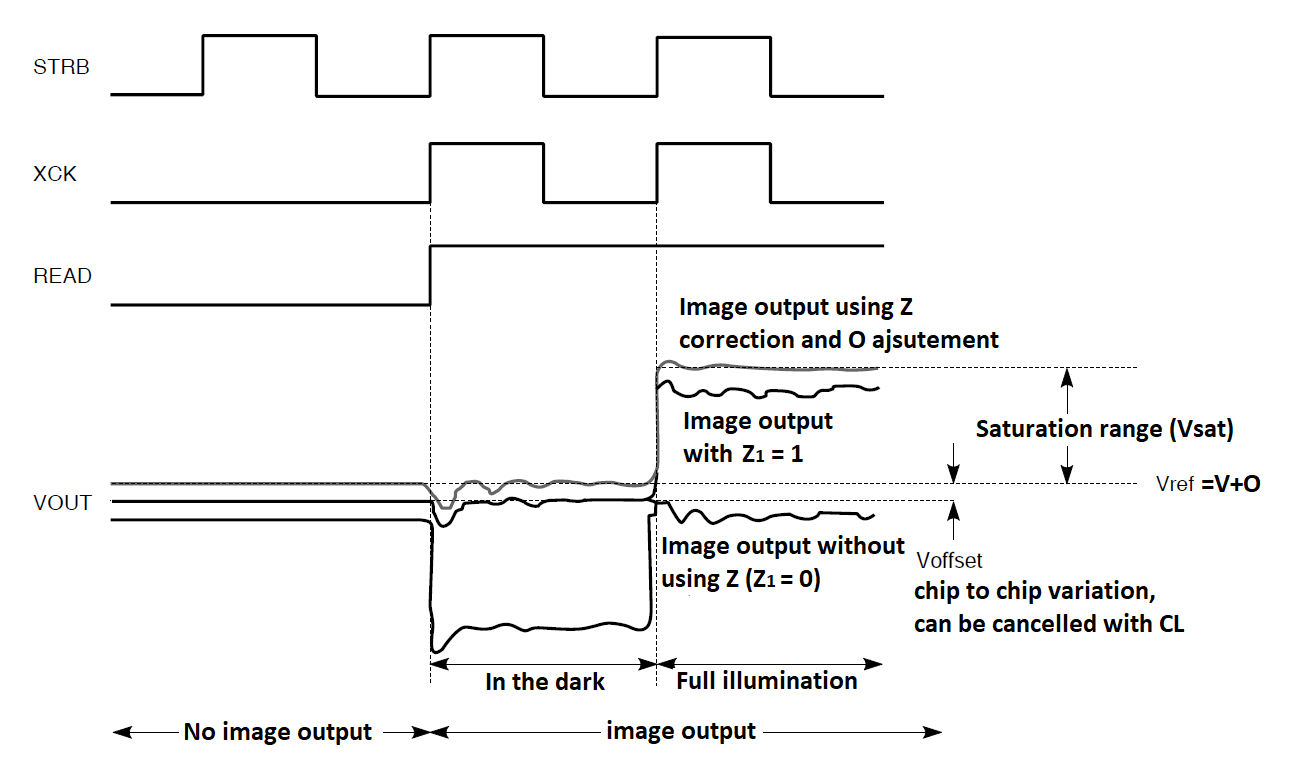 STRB
XCK
READ
Image output using Z
correction and O ajsutement
Image output
with Z1 = 1
Saturation range (Vsat)
Vref =V+O
VOUT
Image output without
using Z (Z1 = 0)
Voffset
chip to chip variation,
can be cancelled with CL
In the dark
Full illumination
No image output
image output